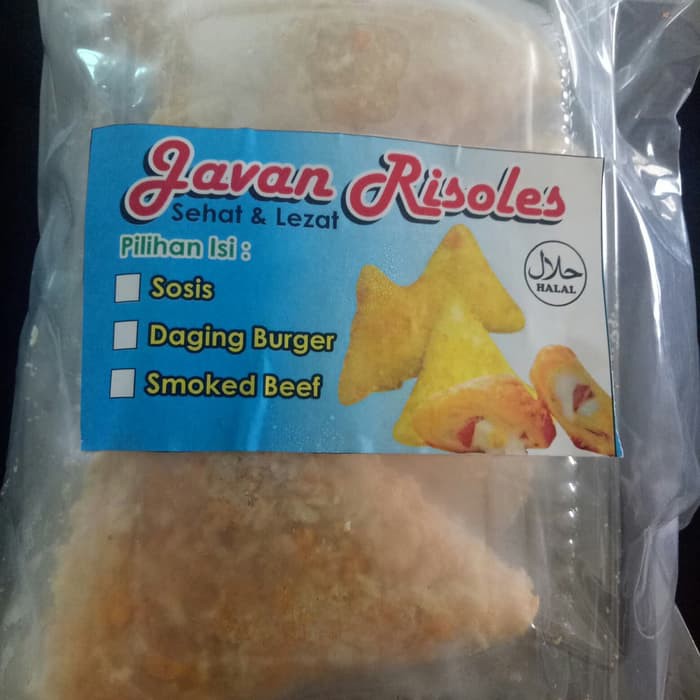 Javan Risoles
Sehat & Lezat
Pilihan Isi :
Sosis
Daging Burger
Smoked Beef
حلال
HALAL